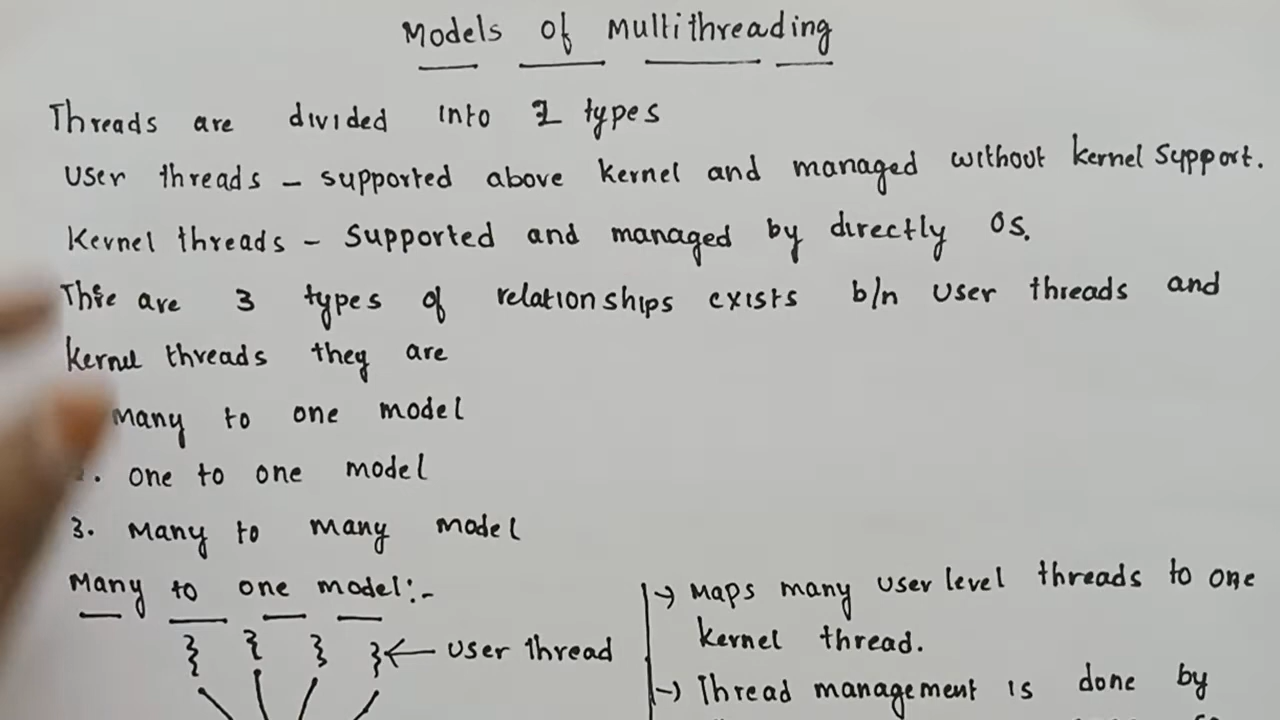 Models of Multithreading
Threads are divided into 2 types
User threads - supported above kernel and managed without kernel Support.
Kernel threads - Supported and managed by directly OS.
are 3 types of relationships exists b/n user threads and
kernel threads they are
Many to one model
2. one to one model
3. Many to many model
Many to one model:-
← user thread
→ Maps many user level threads to one
kernel thread.
→ Thread management is done by